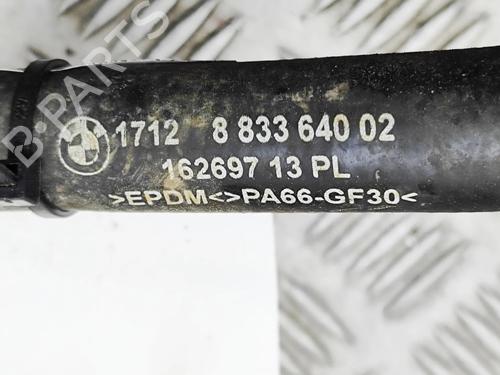 1712 8 833 640 02
162697 13 PL
>EPDM<>PA66-GF30<
B-PARTS